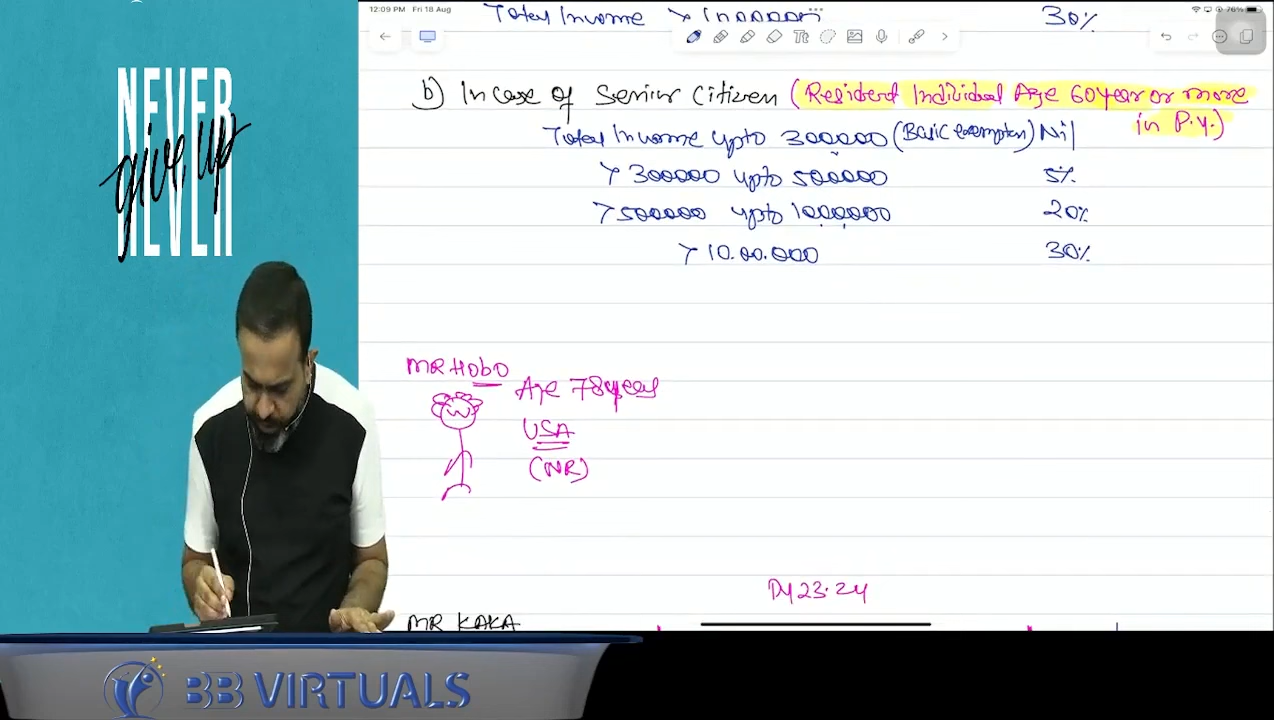 12:09 PM Fri 18 Aug
76%
Total Income > 1000000 30%
NEVER
give up
NEVER
b) In case of Senior Citizen (Resident Individual Age 60 year or more
in P.Y.)
Total Income upto 300000 (Basic exemption) Nil
> 300000 upto 500000 5%
> 500000 upto 1000000 20%
> 10.00.000 30%
MR HObO
Age 78 years
USA
(NR)
PY 23.24
MR KAKA
BB VIRTUALS